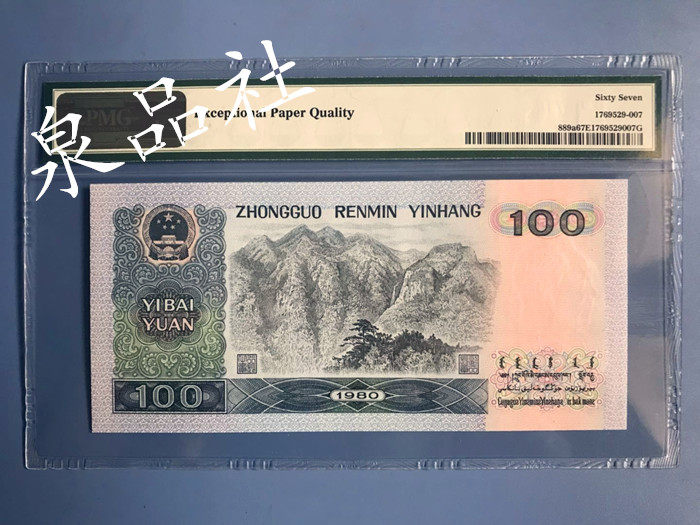 泉品社
PMG
Exceptional Paper Quality
Sixty Seven
1769529-007
889a67E1769529007G
ZHONGGUO RENMIN YINHANG
100
YIBAI
YUAN
100
1980